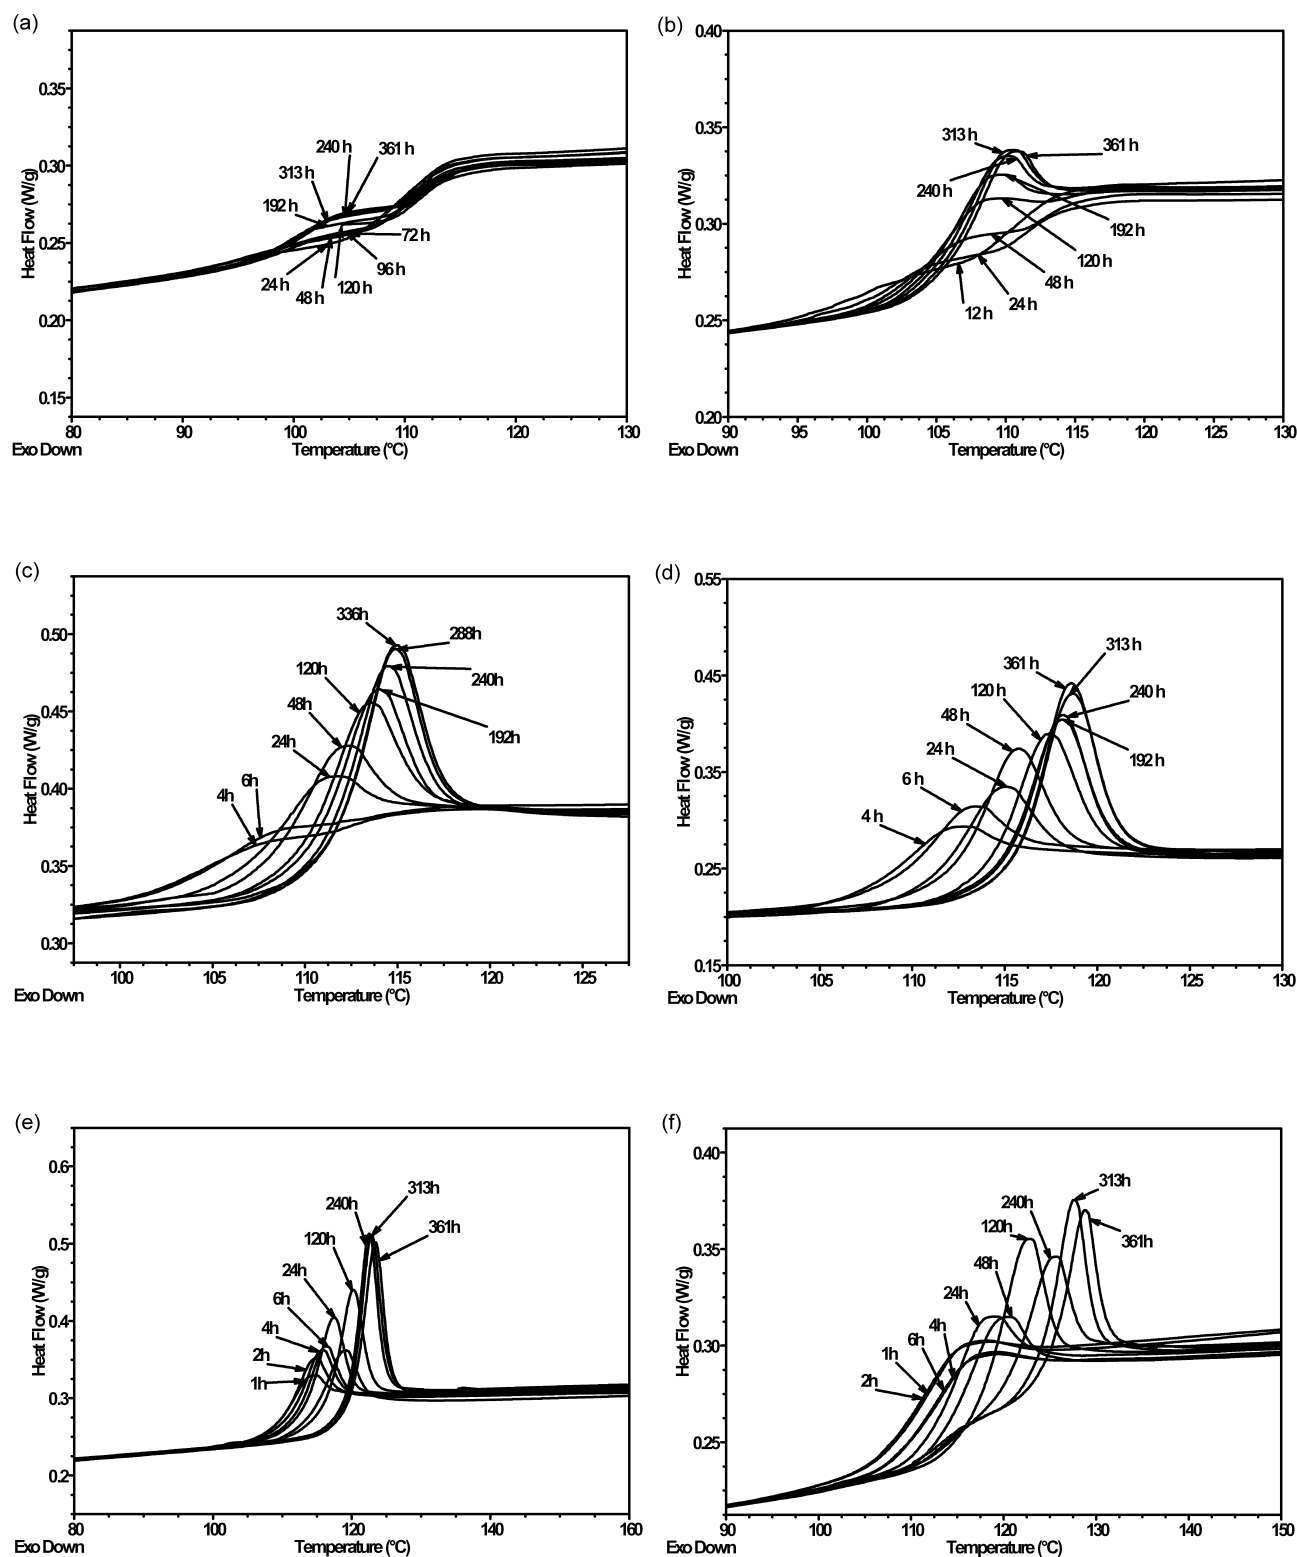 (a)
Heat Flow (W/g)
0.35
0.30
0.25
0.20
0.15
240 h
361 h
313 h
192 h
72 h
96 h
24 h
120 h
48 h
80 90 100 110 120 130
Exo Down Temperature (°C)
(b)
Heat Flow (W/g)
0.40
0.35
0.30
0.25
0.20
313 h
361 h
240 h
192 h
120 h
48 h
24 h
12 h
90 95 100 105 110 115 120 125 130
Exo Down Temperature (°C)
(c)
Heat Flow (W/g)
0.50
0.45
0.40
0.35
0.30
336h
288h
120h
240h
48h
192h
24h
6h
4h
100 105 110 115 120 125
Exo Down Temperature (°C)
(d)
Heat Flow (W/g)
0.55
0.45
0.35
0.25
0.15
313 h
361 h
120 h
240 h
48 h
24 h
192 h
6 h
4 h
100 105 110 115 120 125 130
Exo Down Temperature (°C)
(e)
Heat Flow (W/g)
0.6
0.5
0.4
0.3
0.2
313h
240h
361h
120h
24h
6h
4h
2h
1h
80 100 120 140 160
Exo Down Temperature (°C)
(f)
Heat Flow (W/g)
0.40
0.35
0.30
0.25
313h
240h
120h
361h
48h
24h
4h
6h
1h
2h
90 100 110 120 130 140 150
Exo Down Temperature (°C)